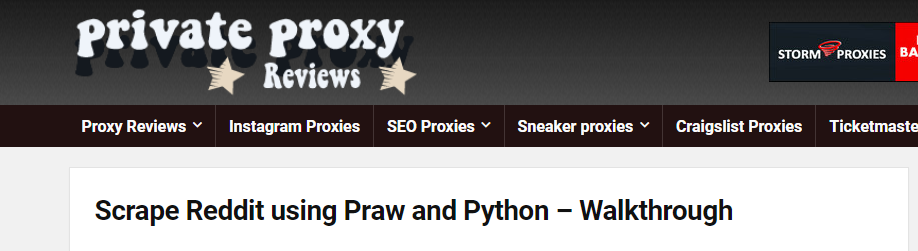 private proxy
Reviews
STORM PROXIES
Proxy Reviews
Instagram Proxies
SEO Proxies
Sneaker proxies
Craigslist Proxies
Ticketmaste
Scrape Reddit using Praw and Python – Walkthrough